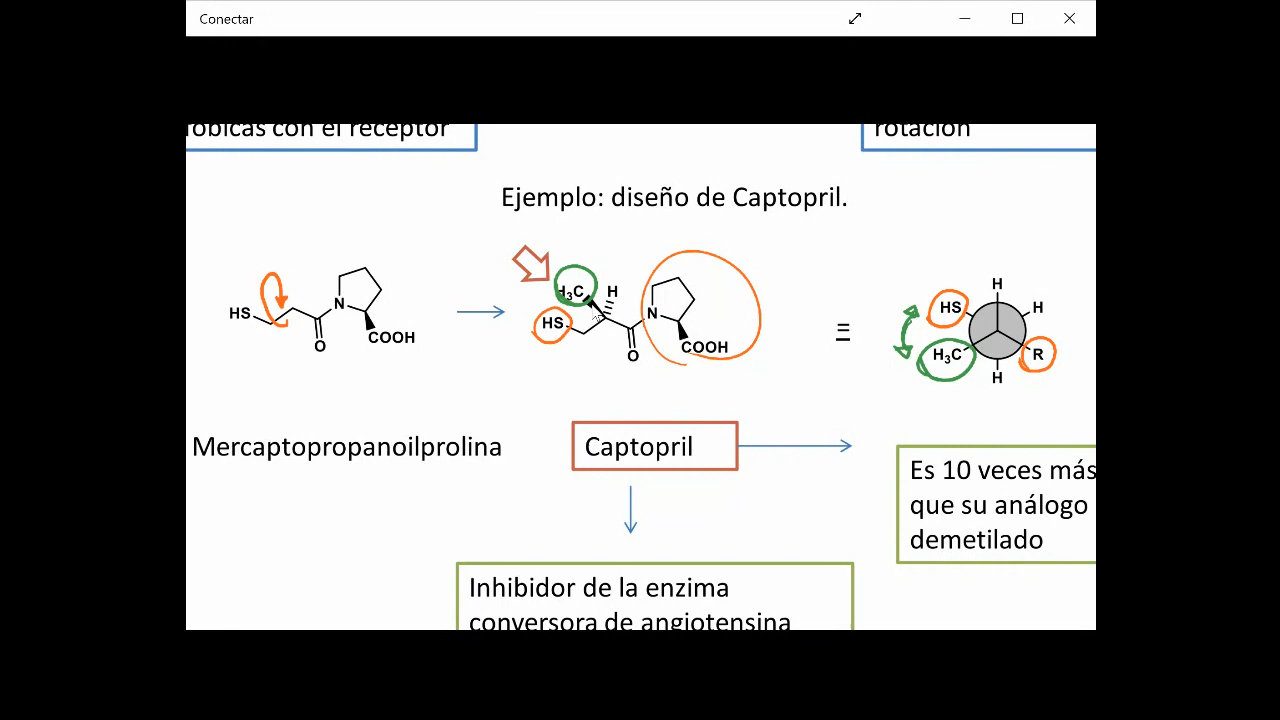 Conectar
con el receptor
rotación
Ejemplo: diseño de Captopril.
HS
N
O
COOH
H₃C
H
HS
N
O
COOH
≡
H
HS
H
H₃C
R
H
Mercaptopropanoilprolina
Captopril
Es 10 veces más
que su análogo
demetilado
Inhibidor de la enzima
conversora de angiotensina